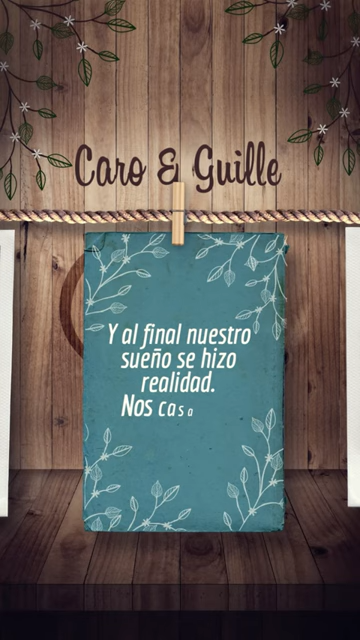 Caro & Guille
Y al final nuestro
sueño se hizo
realidad.
Nos casa